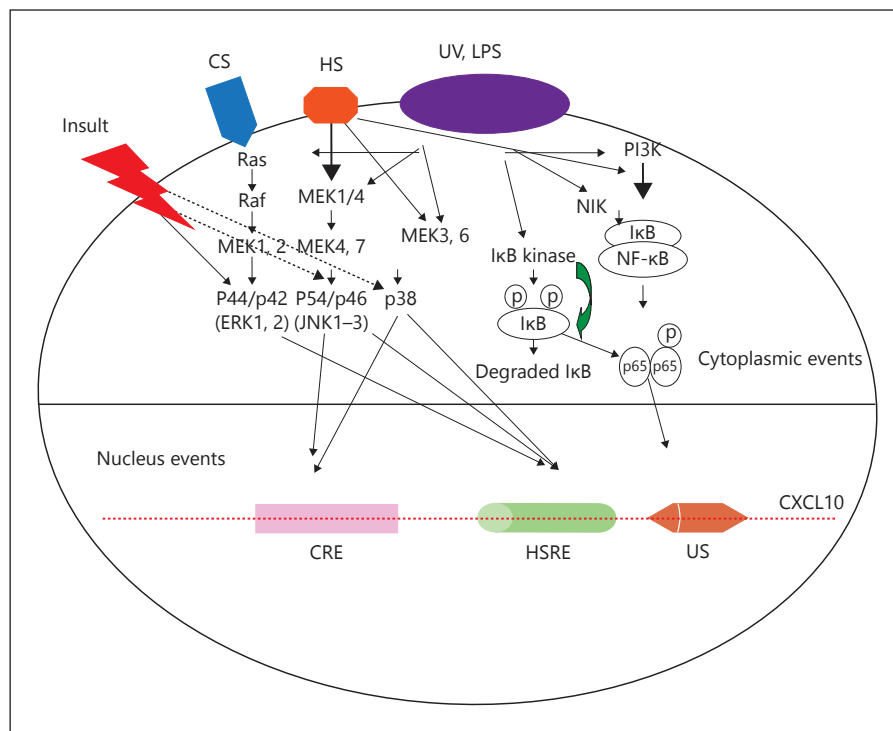 CS
HS
UV, LPS
Insult
Ras
PI3K
Raf
MEK1/4
NIK
MEK3, 6
IκB
MEK1, 2
MEK4, 7
IκB kinase
NF-κB
P44/p42
(ERK1, 2)
P54/p46
(JNK1–3)
p38
p
p
IκB
p
Degraded IκB
p65
p65
Cytoplasmic events
Nucleus events
CXCL10
CRE
HSRE
US